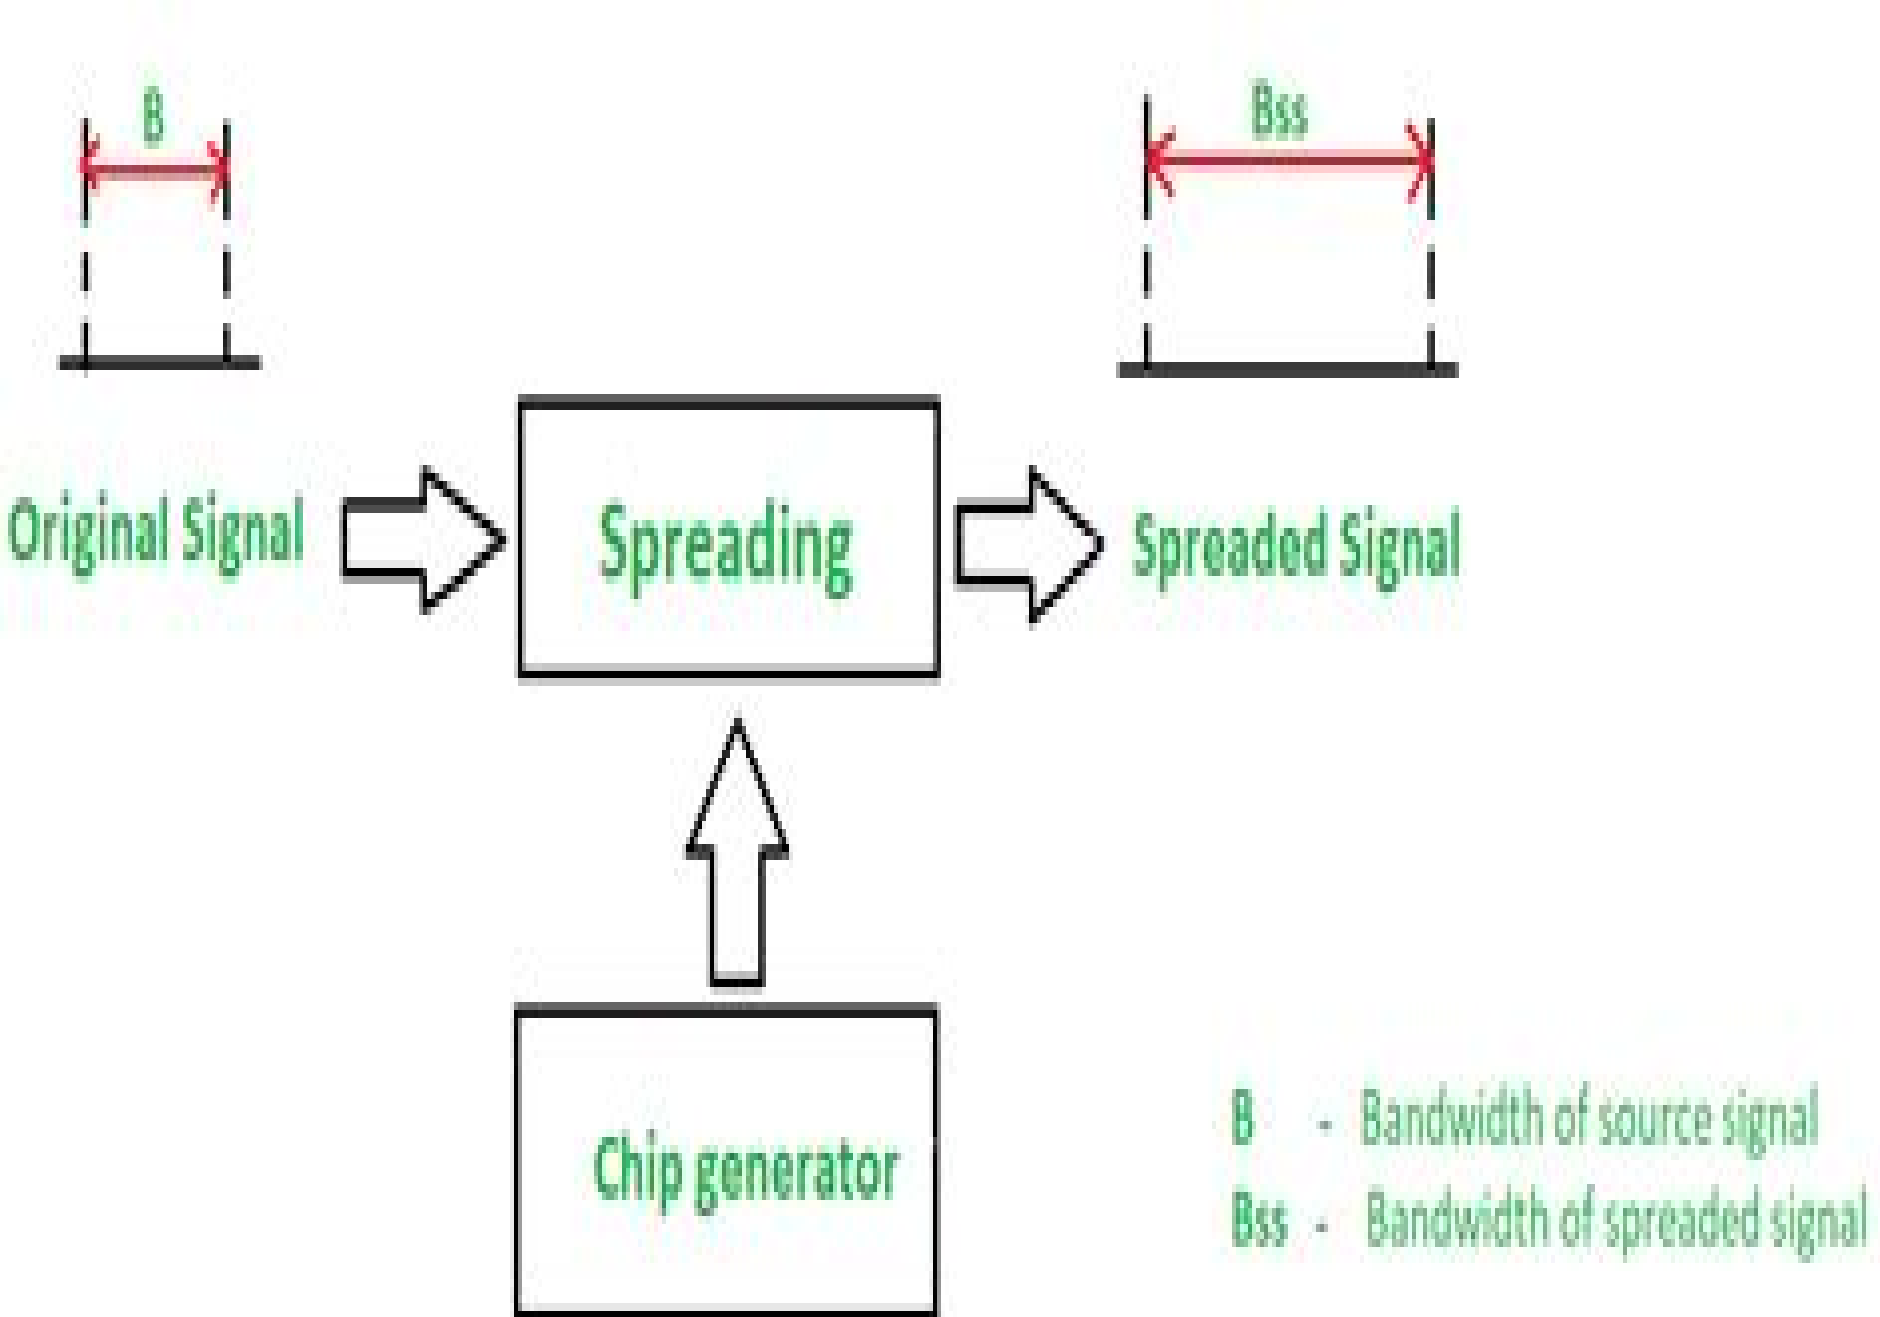 B
Bss
Original Signal
Spreading
Spreaded Signal
Chip generator
B - Bandwidth of source signal
Bss - Bandwidth of spreaded signal